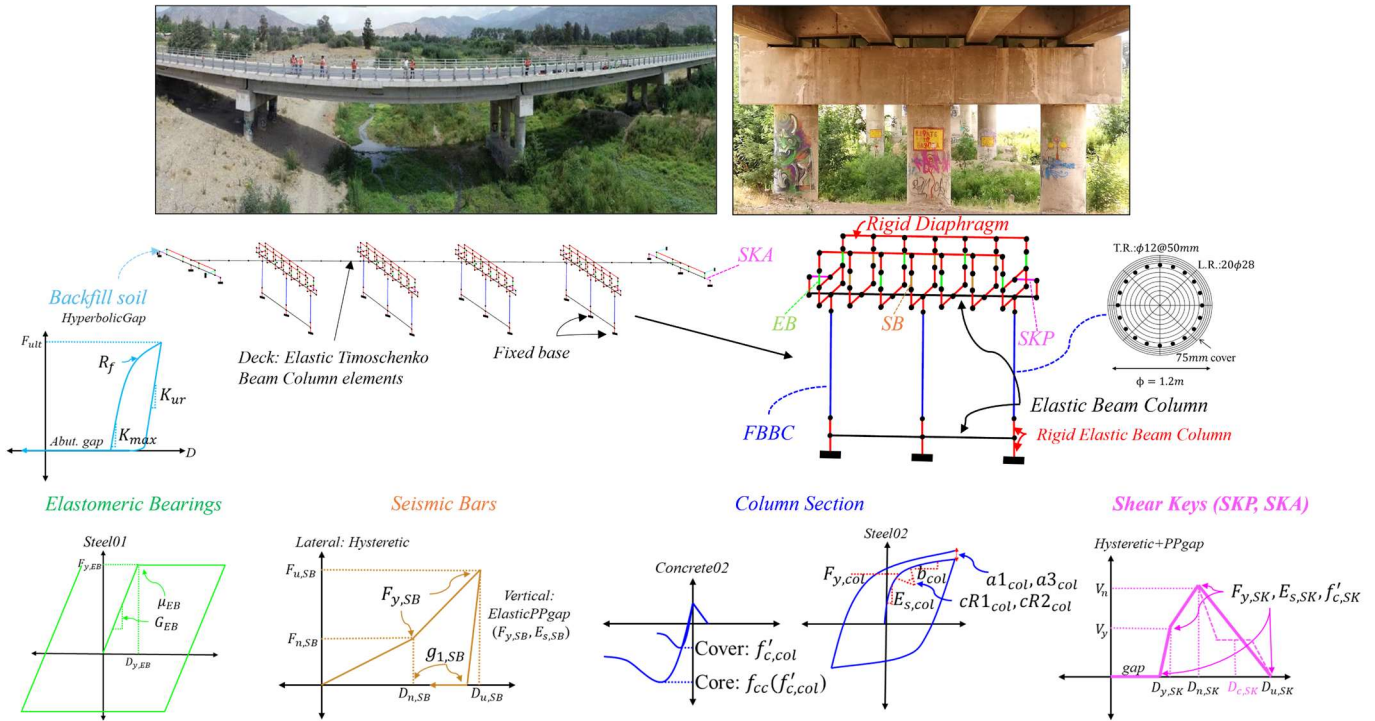 Rigid Diaphragm
SKA
T.R.:ϕ12@50mm
L.R.:20ϕ28
Backfill soil
HyperbolicGap
EB
SB
SKP
75mm cover
ϕ = 1.2m
F_ult
R_f
K_ur
K_max
Abut. gap
D
Deck: Elastic Timoschenko
Beam Column elements
Fixed base
FBBC
Elastic Beam Column
Rigid Elastic Beam Column
Elastomeric Bearings
Seismic Bars
Column Section
Shear Keys (SKP, SKA)
Steel01
F_y,EB
μ_EB
G_EB
D_y,EB
Lateral: Hysteretic
F_u,SB
F_y,SB
F_n,SB
g_1,SB
D_n,SB
D_u,SB
Vertical:
ElasticPPgap
(F_y,SB, E_s,SB)
Concrete02
Cover: f'_c,col
Core: f_cc(f'_c,col)
Steel02
F_y,col
b_col
E_s,col
a1_col, a3_col
cR1_col, cR2_col
Hysteretic+PPgap
V_n
V_y
F_y,SK, E_s,SK, f'_c,SK
gap
D_y,SK
D_n,SK
D_c,SK
D_u,SK